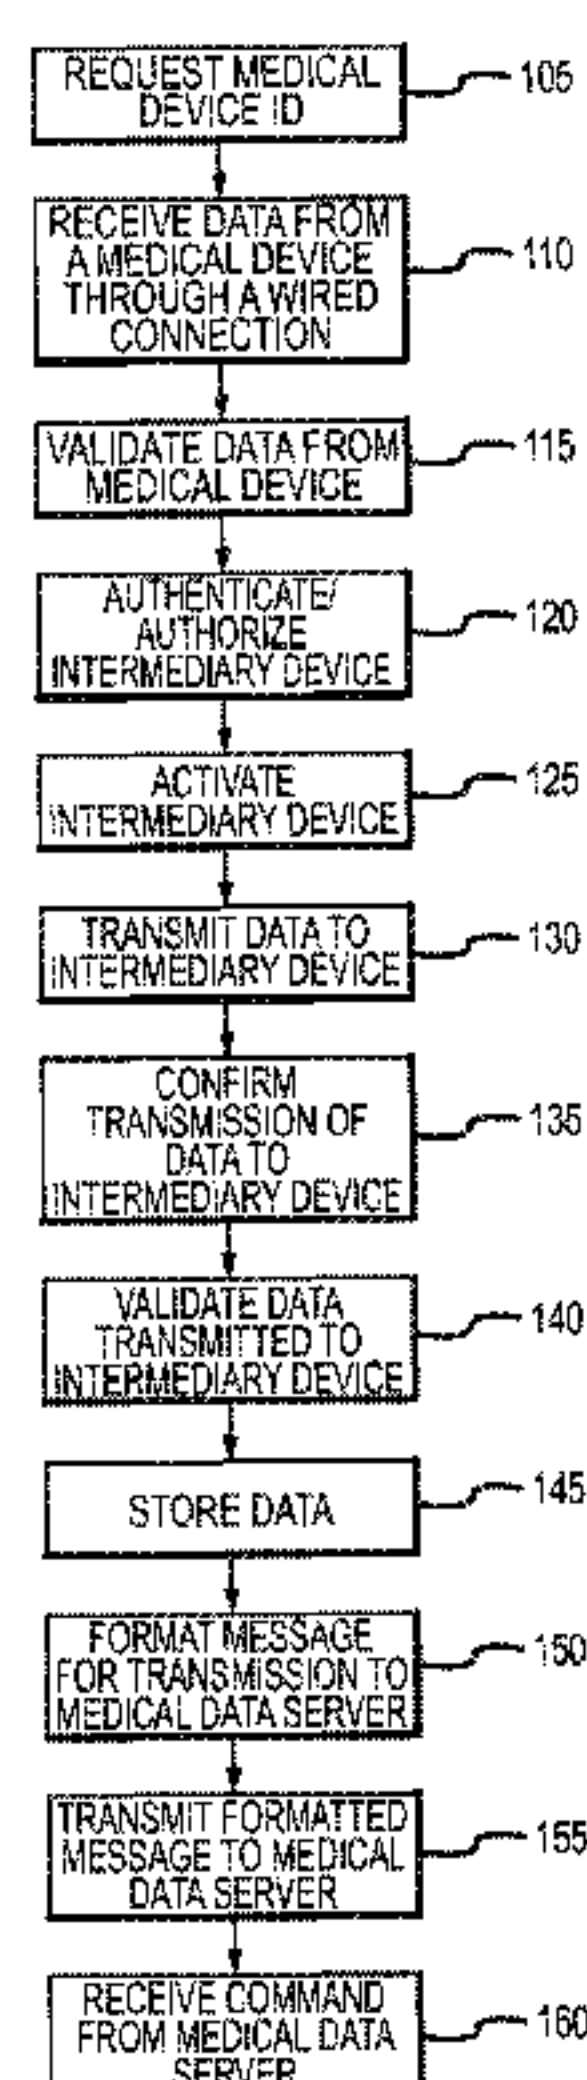 REQUEST MEDICAL
DEVICE ID
105
RECEIVE DATA FROM
A MEDICAL DEVICE
THROUGH A WIRED
CONNECTION
110
VALIDATE DATA FROM
MEDICAL DEVICE
115
AUTHENTICATE/
AUTHORIZE
INTERMEDIARY DEVICE
120
ACTIVATE
INTERMEDIARY DEVICE
125
TRANSMIT DATA TO
INTERMEDIARY DEVICE
130
CONFIRM
TRANSMISSION OF
DATA TO
INTERMEDIARY DEVICE
135
VALIDATE DATA
TRANSMITTED TO
INTERMEDIARY DEVICE
140
STORE DATA
145
FORMAT MESSAGE
FOR TRANSMISSION TO
MEDICAL DATA SERVER
150
TRANSMIT FORMATTED
MESSAGE TO MEDICAL
DATA SERVER
155
RECEIVE COMMAND
FROM MEDICAL DATA
SERVER
160